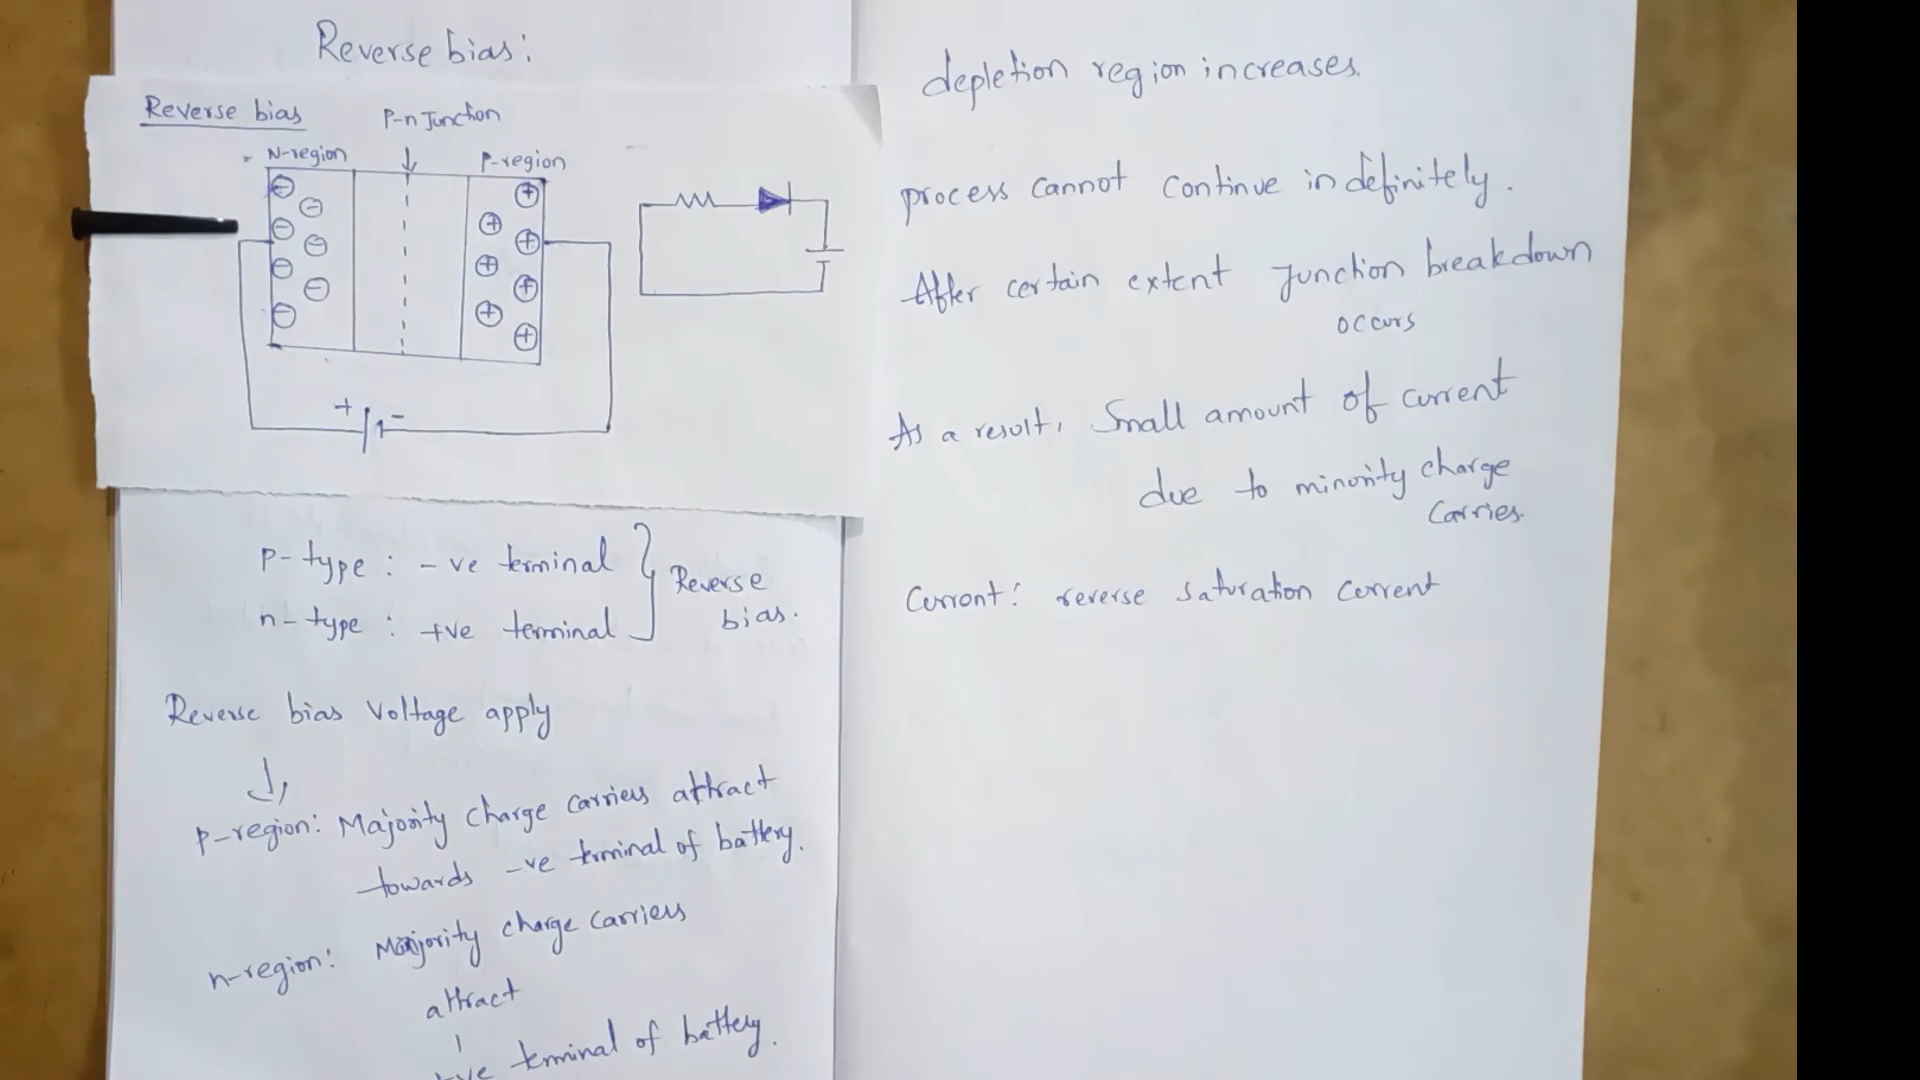 Reverse bias:
Reverse bias
P-n Junction
N-region
P-region
+ -
P-type : -ve terminal
n-type : +ve terminal
Reverse
bias.
Reverse bias Voltage apply
P-region: Majority charge carriers attract
towards -ve terminal of battery.
n-region: Majority charge carriers
attract
+ve terminal of battery.
depletion region increases.
process cannot continue indefinitely.
After certain extent Junction breakdown
occurs
As a result, Small amount of current
due to minority charge
Carries.
Current: reverse saturation current